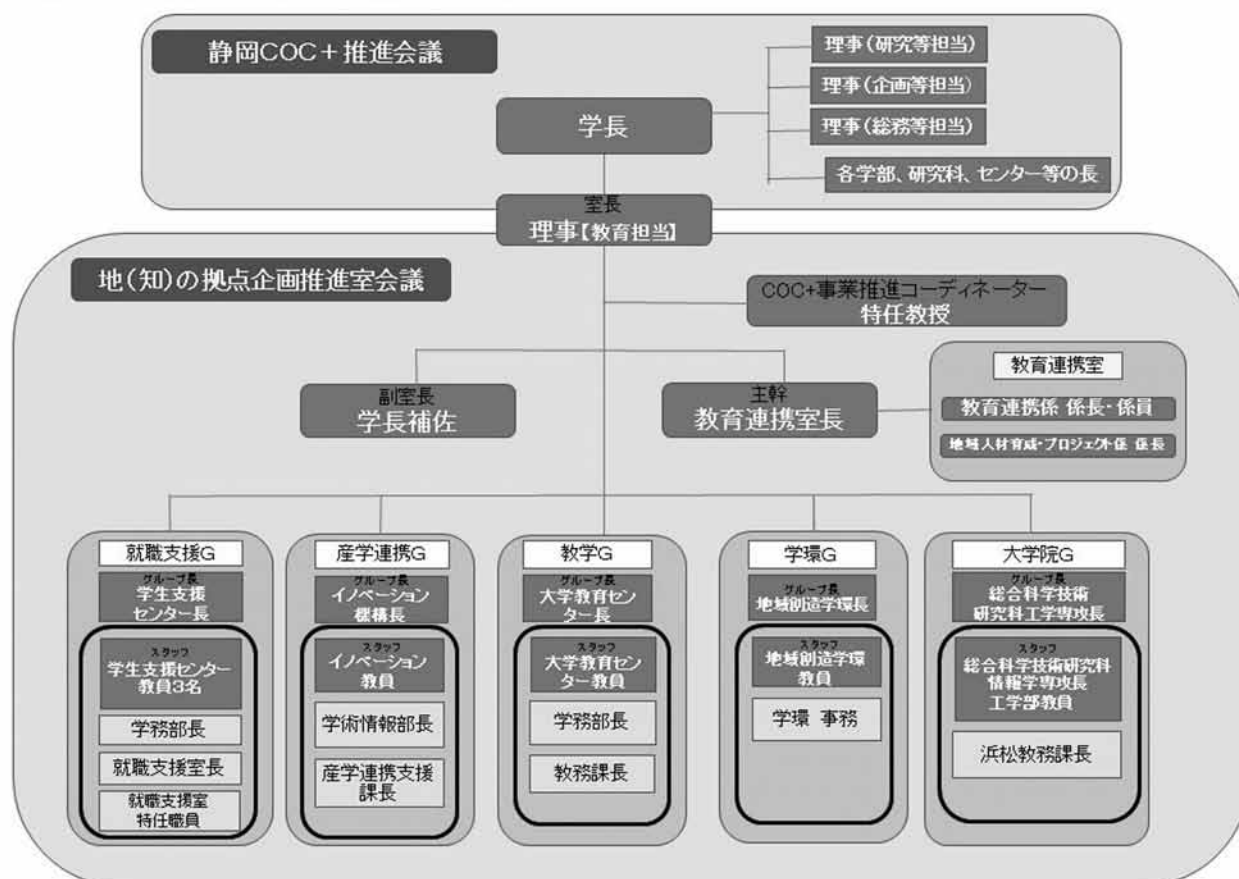 静岡COC＋推進会議
理事（研究等担当）
理事（企画等担当）
理事（総務等担当）
各学部、研究科、センター等の長
学長
室長
理事【教育担当】
地（知）の拠点企画推進室会議
COC+事業推進コーディネーター
特任教授
副室長
学長補佐
主幹
教育連携室長
教育連携室
教育連携係 係長・係員
地域人材育成・プロジェクト係 係長
就職支援G
グループ長
学生支援
センター長
スタッフ
学生支援センター
教員3名
学務部長
就職支援室長
就職支援室
特任職員
産学連携G
グループ長
イノベーション
機構長
スタッフ
イノベーション
教員
学術情報部長
産学連携支援
課長
教学G
グループ長
大学教育セン
ター長
スタッフ
大学教育セン
ター教員
学務部長
教務課長
学環G
グループ長
地域創造学環長
スタッフ
地域創造学環
教員
学環 事務
大学院G
グループ長
総合科学技術
研究科工学専攻長
スタッフ
総合科学技術研究科
情報学専攻長
工学部教員
浜松教務課長